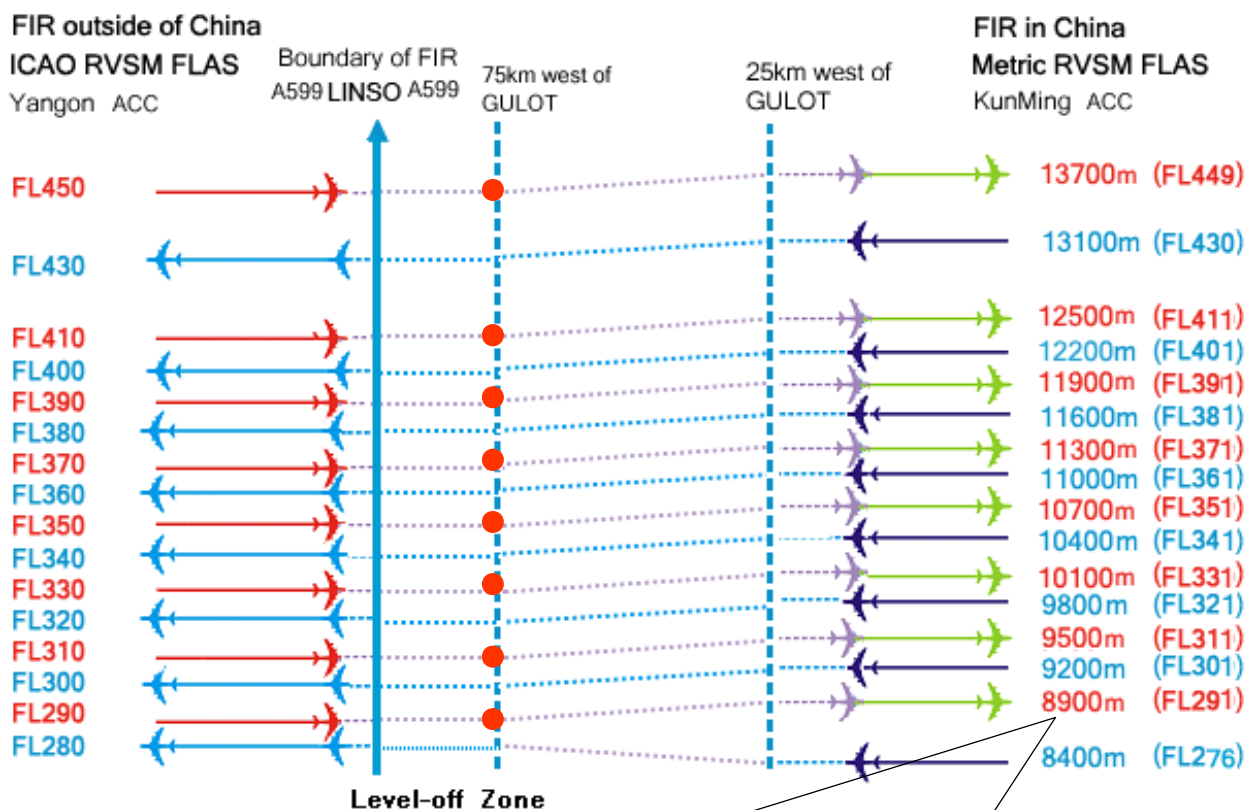 FIR outside of China
ICAO RVSM FLAS
Yangon ACC
Boundary of FIR
A599 LINSO A599
75km west of
GULOT
25km west of
GULOT
FIR in China
Metric RVSM FLAS
KunMing ACC
FL450
13700m (FL449)
FL430
13100m (FL430)
FL410
12500m (FL411)
FL400
12200m (FL401)
FL390
11900m (FL391)
FL380
11600m (FL381)
FL370
11300m (FL371)
FL360
11000m (FL361)
FL350
10700m (FL351)
FL340
10400m (FL341)
FL330
10100m (FL331)
FL320
9800m (FL321)
FL310
9500m (FL311)
FL300
9200m (FL301)
FL290
8900m (FL291)
FL280
8400m (FL276)
Level-off Zone